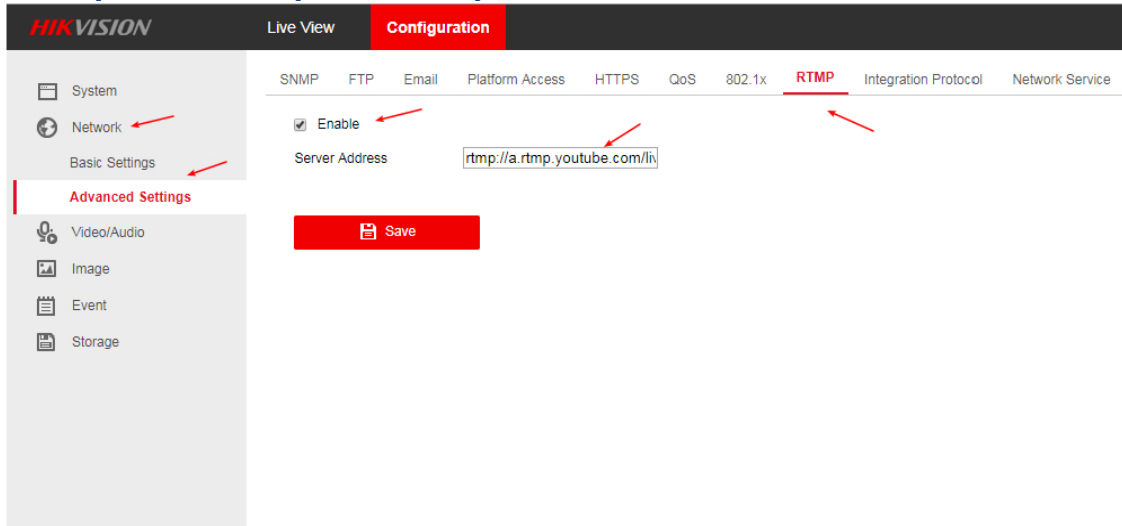 HIKVISION
Live View Configuration
System
Network
Basic Settings
Advanced Settings
Video/Audio
Image
Event
Storage
SNMP FTP Email Platform Access HTTPS QoS 802.1x RTMP Integration Protocol Network Service
Enable
Server Address rtmp://a.rtmp.youtube.com/liv
Save